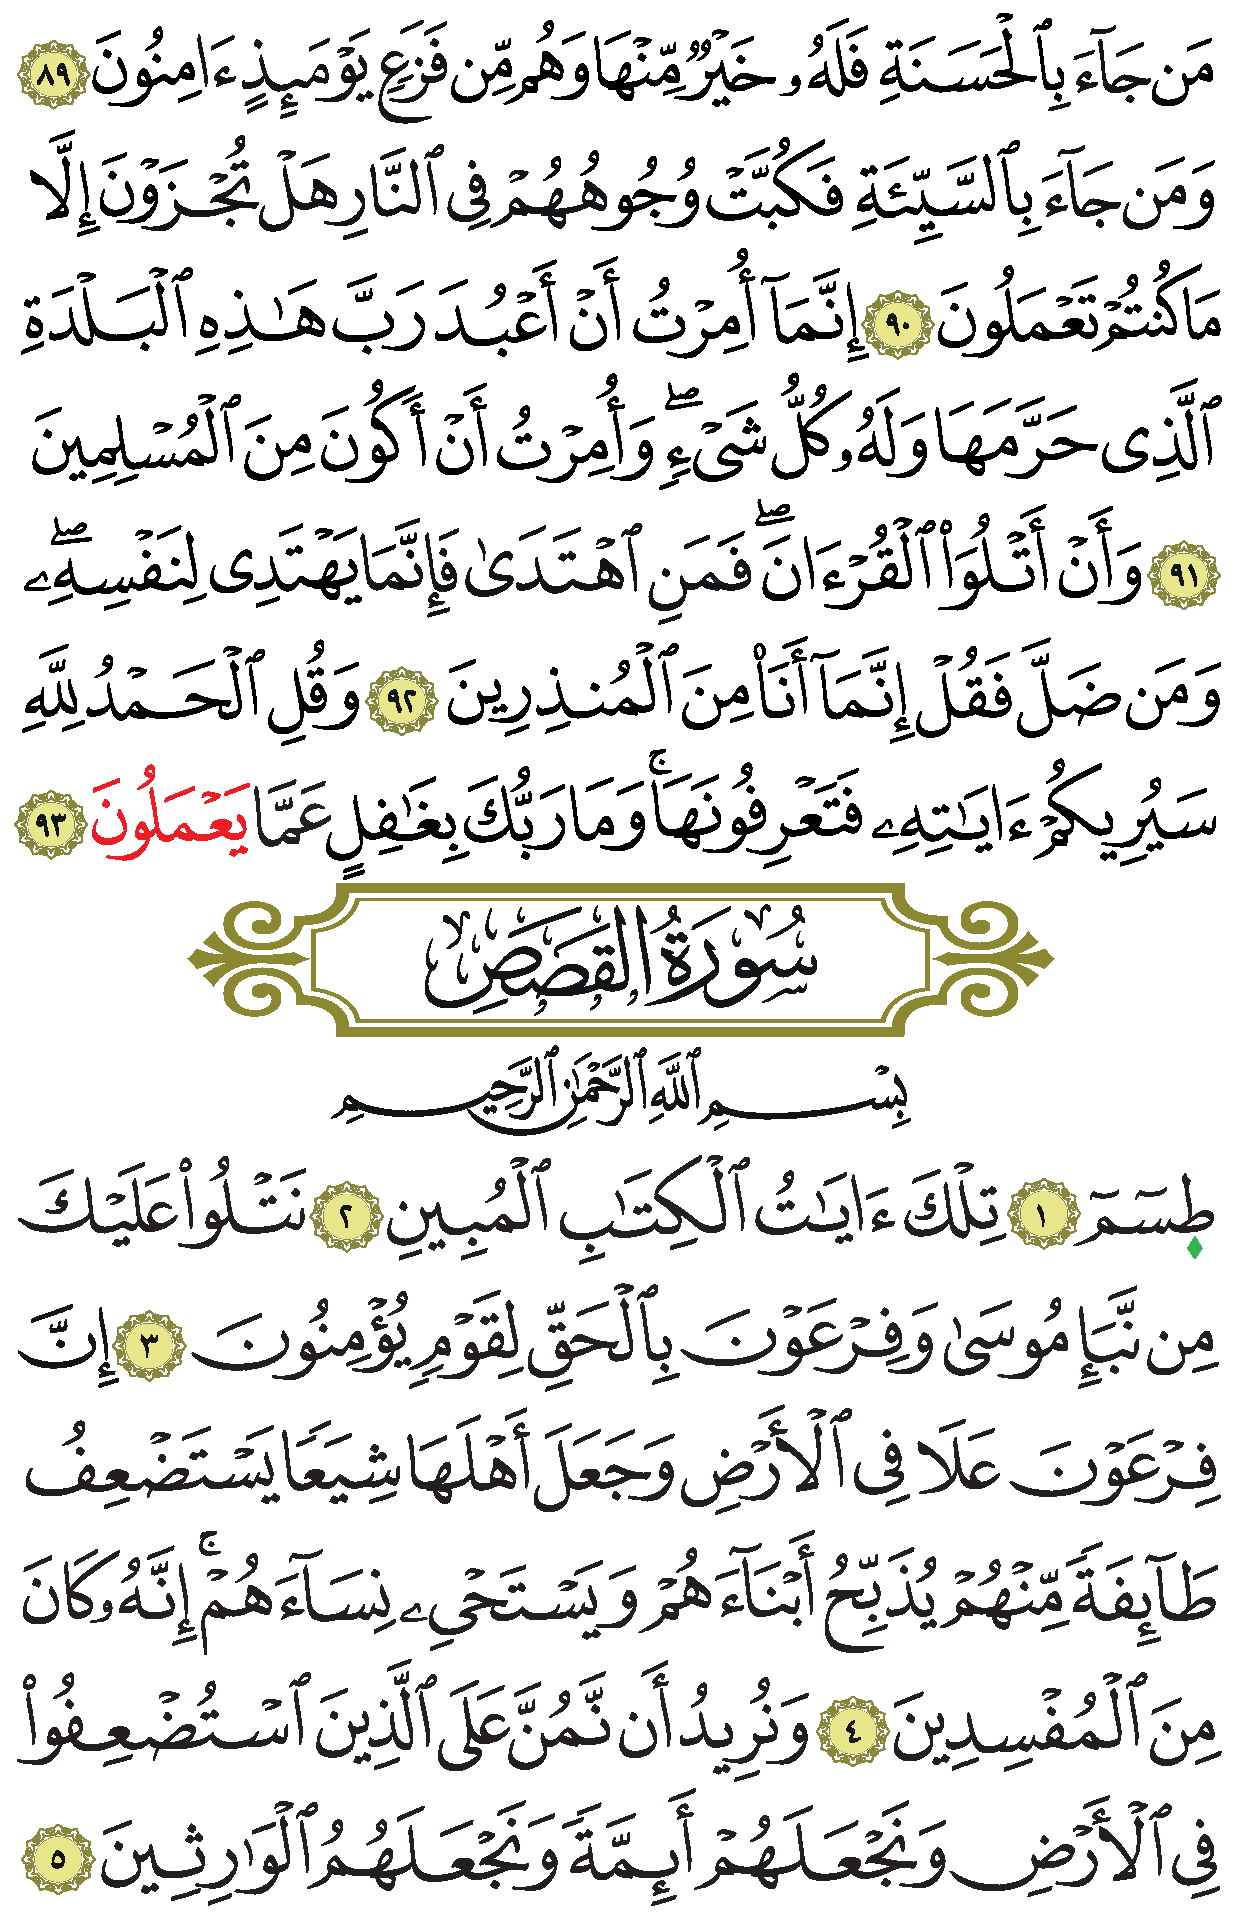 مَن جَآءَ بِٱلْحَسَنَةِ فَلَهُۥ خَيْرٌ مِّنْهَا وَهُم مِّن فَزَعٍ يَوْمَئِذٍ ءَامِنُونَ ٨٩
وَمَن جَآءَ بِٱلسَّيِّئَةِ فَكُبَّتْ وُجُوهُهُمْ فِى ٱلنَّارِ هَلْ تُجْزَوْنَ إِلَّا
مَا كُنتُمْ تَعْمَلُونَ ٩٠ إِنَّمَآ أُمِرْتُ أَنْ أَعْبُدَ رَبَّ هَٰذِهِ ٱلْبَلْدَةِ
ٱلَّذِى حَرَّمَهَا وَلَهُۥ كُلُّ شَىْءٍ ۖ وَأُمِرْتُ أَنْ أَكُونَ مِنَ ٱلْمُسْلِمِينَ
٩١ وَأَنْ أَتْلُوَا۟ ٱلْقُرْءَانَ ۖ فَمَنِ ٱهْتَدَىٰ فَإِنَّمَا يَهْتَدِى لِنَفْسِهِۦ ۖ
وَمَن ضَلَّ فَقُلْ إِنَّمَآ أَنَا۠ مِنَ ٱلْمُنذِرِينَ ٩٢ وَقُلِ ٱلْحَمْدُ لِلَّهِ
سَيُرِيكُمْ ءَايَٰتِهِۦ فَتَعْرِفُونَهَا ۚ وَمَا رَبُّكَ بِغَٰفِلٍ عَمَّا يَعْمَلُونَ ٩٣
سُورَةُ القَصَصِ
بِسْمِ ٱللَّهِ ٱلرَّحْمَٰنِ ٱلرَّحِيمِ
طسٓمٓ ١ تِلْكَ ءَايَٰتُ ٱلْكِتَٰبِ ٱلْمُبِينِ ٢ نَتْلُوا۟ عَلَيْكَ
مِن نَّبَإِ مُوسَىٰ وَفِرْعَوْنَ بِٱلْحَقِّ لِقَوْمٍ يُؤْمِنُونَ ٣ إِنَّ
فِرْعَوْنَ عَلَا فِى ٱلْأَرْضِ وَجَعَلَ أَهْلَهَا شِيَعًا يَسْتَضْعِفُ
طَآئِفَةً مِّنْهُمْ يُذَبِّحُ أَبْنَآءَهُمْ وَيَسْتَحْىِۦ نِسَآءَهُمْ ۚ إِنَّهُۥ كَانَ
مِنَ ٱلْمُفْسِدِينَ ٤ وَنُرِيدُ أَن نَّمُنَّ عَلَى ٱلَّذِينَ ٱسْتُضْعِفُوا۟
فِى ٱلْأَرْضِ وَنَجْعَلَهُمْ أَئِمَّةً وَنَجْعَلَهُمُ ٱلْوَٰرِثِينَ ٥